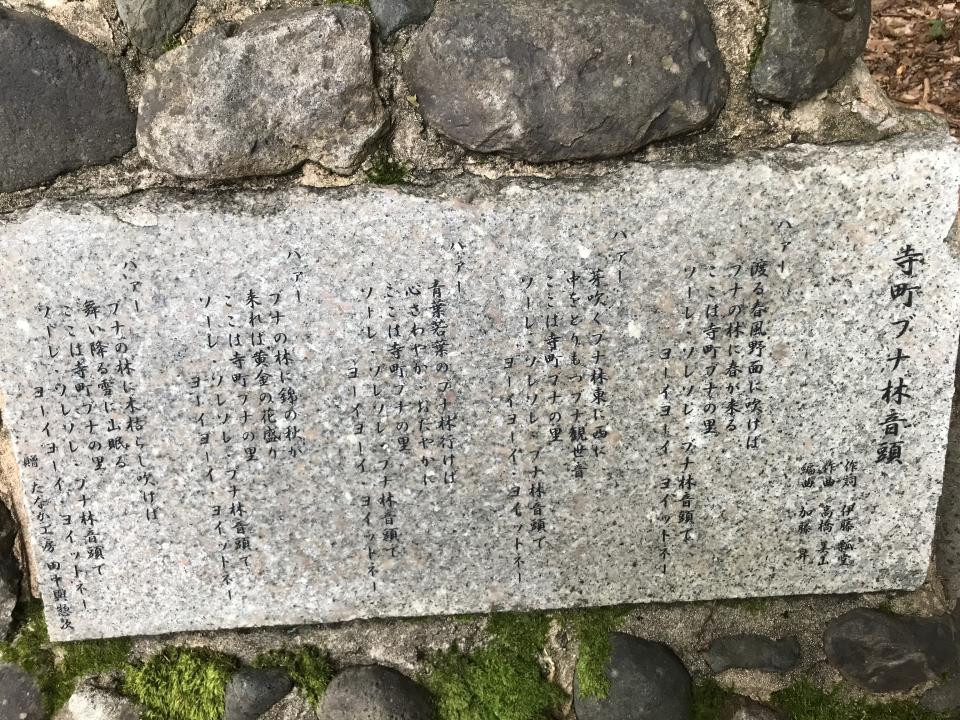 寺町ブナ林音頭
作詞 伊藤
作曲 高橋
編曲 加藤 昇
ハァー
渡る春風野面に吹けば
ブナの林に春が来る
ここは寺町ブナの里
ソーレ・ソレソレ・ブナ林音頭で
ヨーイヨーイ・ヨイットネー
ハァー
芽吹くブナ林東に西に
中をとりもつブナ観世音
ここは寺町ブナの里
ソーレ・ソレソレ・ブナ林音頭で
ヨーイヨーイ・ヨイットネー
ハァー
青葉若葉のブナ林行けば
心さわやか・おだやかに
ここは寺町ブナの里
ソーレ・ソレソレ・ブナ林音頭で
ヨーイヨーイ・ヨイットネー
ハァー
ブナの林に錦の秋が
来れば黄金の花盛り
ここは寺町ブナの里
ソーレ・ソレソレ・ブナ林音頭で
ヨーイヨーイ・ヨイットネー
ハァー
ブナの林に木枯らし吹けば
舞い降る雪に山眠る
ここは寺町ブナの里
ソーレ・ソレソレ・ブナ林音頭で
ヨーイヨーイ・ヨイットネー
贈 たなか工房 田中與惣次